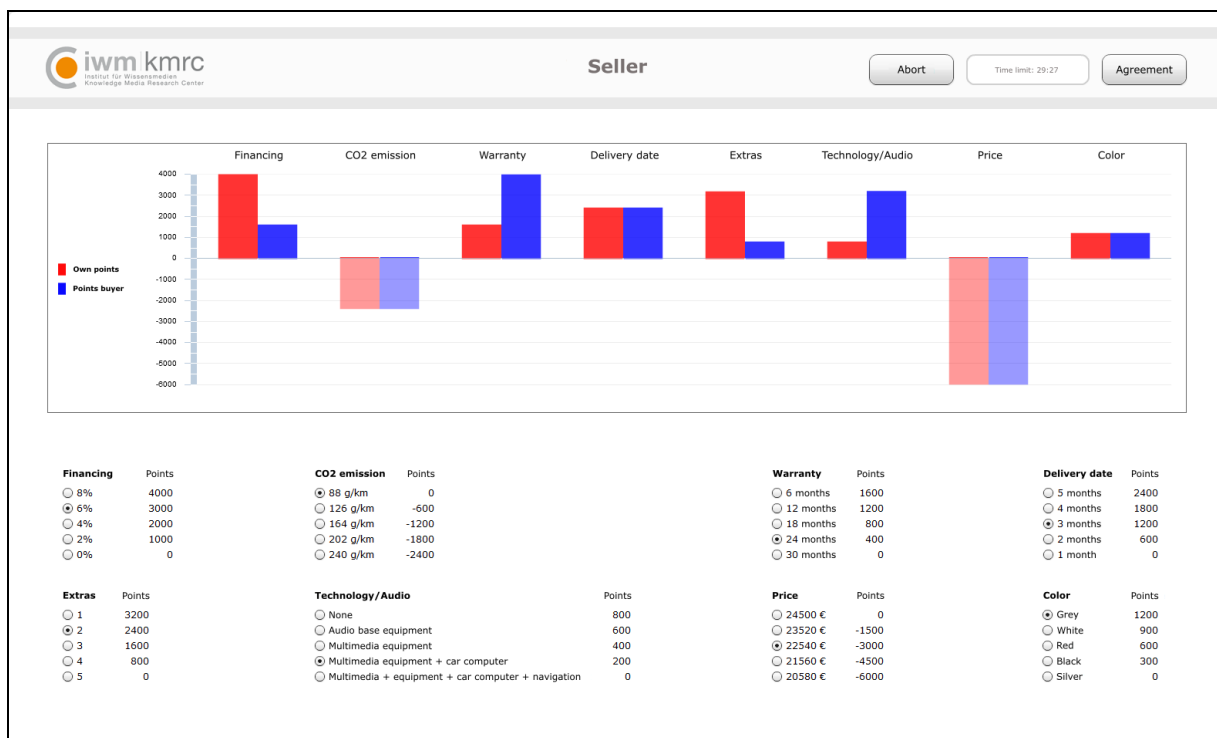 iwm kmrc
Institut für Wissensmedien
Knowledge Media Research Center
Seller
Abort
Time limit: 29:27
Agreement
Financing CO2 emission Warranty Delivery date Extras Technology/Audio Price Color
4000
3000
2000
1000
0
-1000
-2000
-3000
-4000
-5000
-6000
Own points
Points buyer
Financing Points
8% 4000
6% 3000
4% 2000
2% 1000
0% 0
CO2 emission Points
88 g/km 0
126 g/km -600
164 g/km -1200
202 g/km -1800
240 g/km -2400
Warranty Points
6 months 1600
12 months 1200
18 months 800
24 months 400
30 months 0
Delivery date Points
5 months 2400
4 months 1800
3 months 1200
2 months 600
1 month 0
Extras Points
1 3200
2 2400
3 1600
4 800
5 0
Technology/Audio Points
None 800
Audio base equipment 600
Multimedia equipment 400
Multimedia equipment + car computer 200
Multimedia + equipment + car computer + navigation 0
Price Points
24500 € 0
23520 € -1500
22540 € -3000
21560 € -4500
20580 € -6000
Color Points
Grey 1200
White 900
Red 600
Black 300
Silver 0